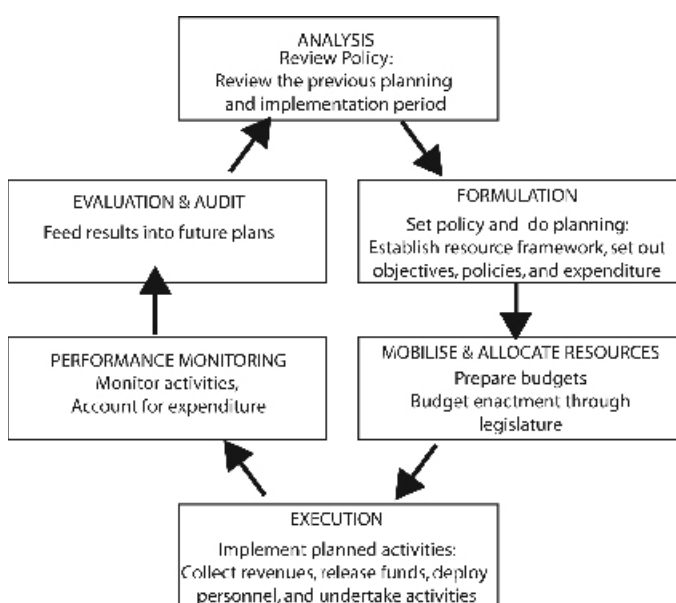 ANALYSIS
Review Policy:
Review the previous planning
and implementation period
EVALUATION & AUDIT
Feed results into future plans
FORMULATION
Set policy and do planning:
Establish resource framework, set out
objectives, policies, and expenditure
PERFORMANCE MONITORING
Monitor activities,
Account for expenditure
MOBILISE & ALLOCATE RESOURCES
Prepare budgets
Budget enactment through
legislature
EXECUTION
Implement planned activities:
Collect revenues, release funds, deploy
personnel, and undertake activities